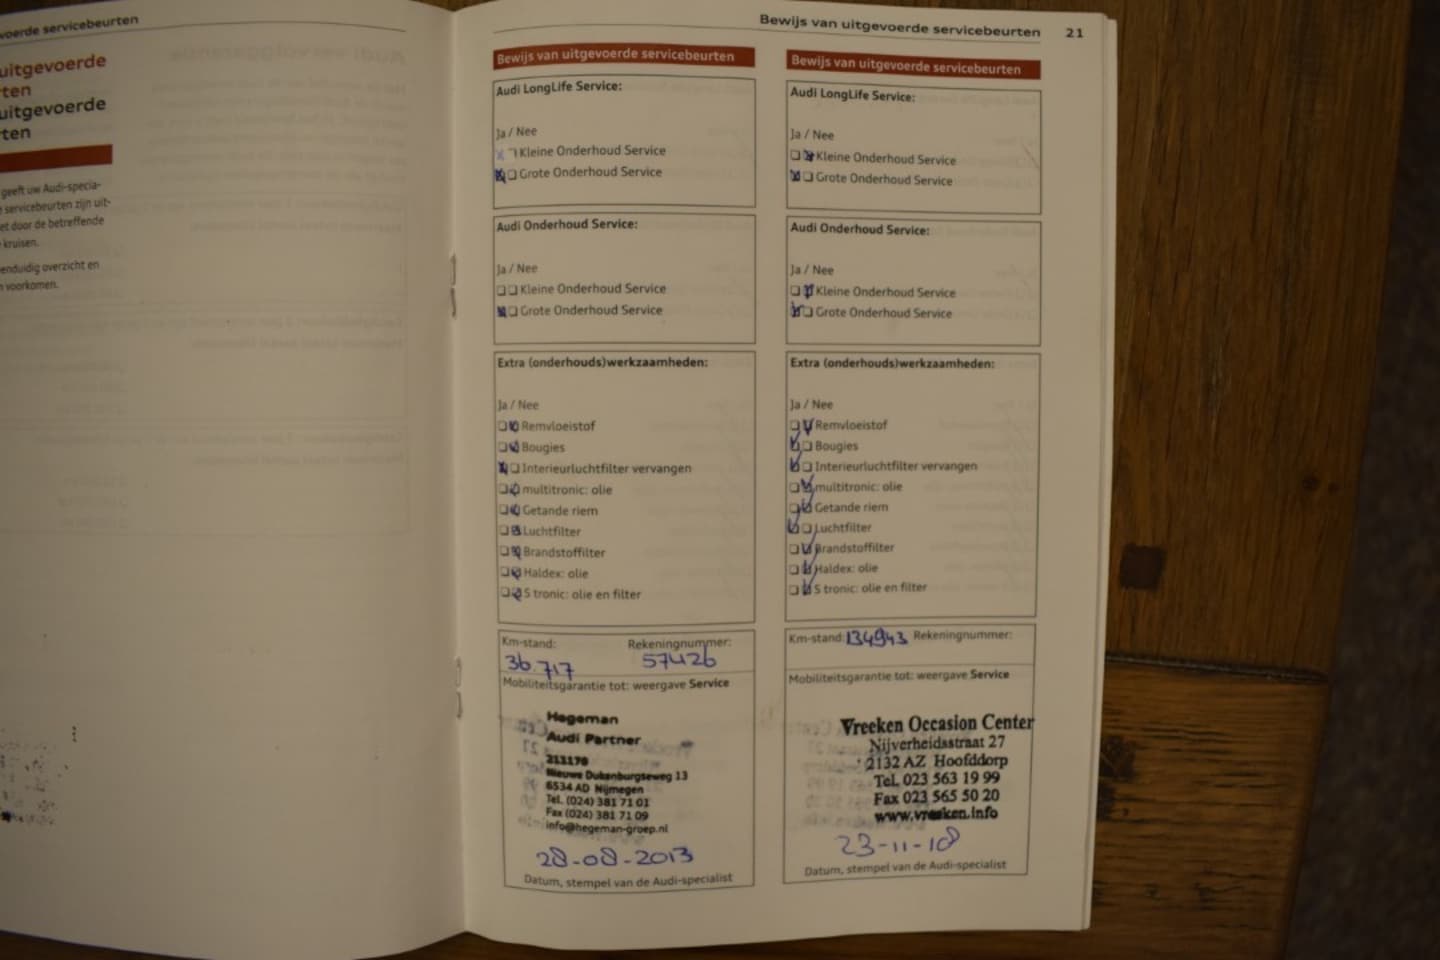 voerde servicebeurten
uitgevoerde
rten
uitgevoerde
rten
geeft uw Audi-specia-
e servicebeurten zijn uit-
et door de betreffende
kruisen.
enduidig overzicht en
n voorkomen.
Bewijs van uitgevoerde servicebeurten 21
Bewijs van uitgevoerde servicebeurten
Audi LongLife Service:
Ja / Nee
Kleine Onderhoud Service
Grote Onderhoud Service
Audi Onderhoud Service:
Ja / Nee
Kleine Onderhoud Service
Grote Onderhoud Service
Extra (onderhouds)werkzaamheden:
Ja / Nee
Remvloeistof
Bougies
Interieurluchtfilter vervangen
multitronic: olie
Getande riem
Luchtfilter
Brandstoffilter
Haldex: olie
S tronic: olie en filter
Km-stand: Rekeningnummer:
36.717 57426
Mobiliteitsgarantie tot: weergave Service
Hegeman
Audi Partner
213170
Nieuwe Dukenburgseweg 13
6534 AD Nijmegen
Tel. (024) 381 71 01
Fax (024) 381 71 09
info@hegeman-groep.nl
28-08-2013
Datum, stempel van de Audi-specialist
Bewijs van uitgevoerde servicebeurten
Audi LongLife Service:
Ja / Nee
Kleine Onderhoud Service
Grote Onderhoud Service
Audi Onderhoud Service:
Ja / Nee
Kleine Onderhoud Service
Grote Onderhoud Service
Extra (onderhouds)werkzaamheden:
Ja / Nee
Remvloeistof
Bougies
Interieurluchtfilter vervangen
multitronic: olie
Getande riem
Luchtfilter
Brandstoffilter
Haldex: olie
S tronic: olie en filter
Km-stand: 134943 Rekeningnummer:
Mobiliteitsgarantie tot: weergave Service
Vreeken Occasion Center
Nijverheidsstraat 27
2132 AZ Hoofddorp
Tel. 023 563 19 99
Fax 023 565 50 20
www.vreeken.info
23-11-18
Datum, stempel van de Audi-specialist